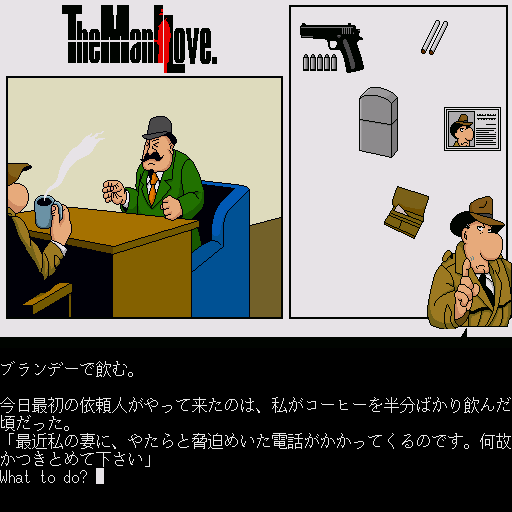 The Man I Love.
ブランデーで飲む。
今日最初の依頼人がやって来たのは、私がコーヒーを半分ばかり飲んだ
頃だった。
「最近私の妻に、やたらと脅迫めいた電話がかかってくるのです。何故
かつきとめて下さい」
What to do?